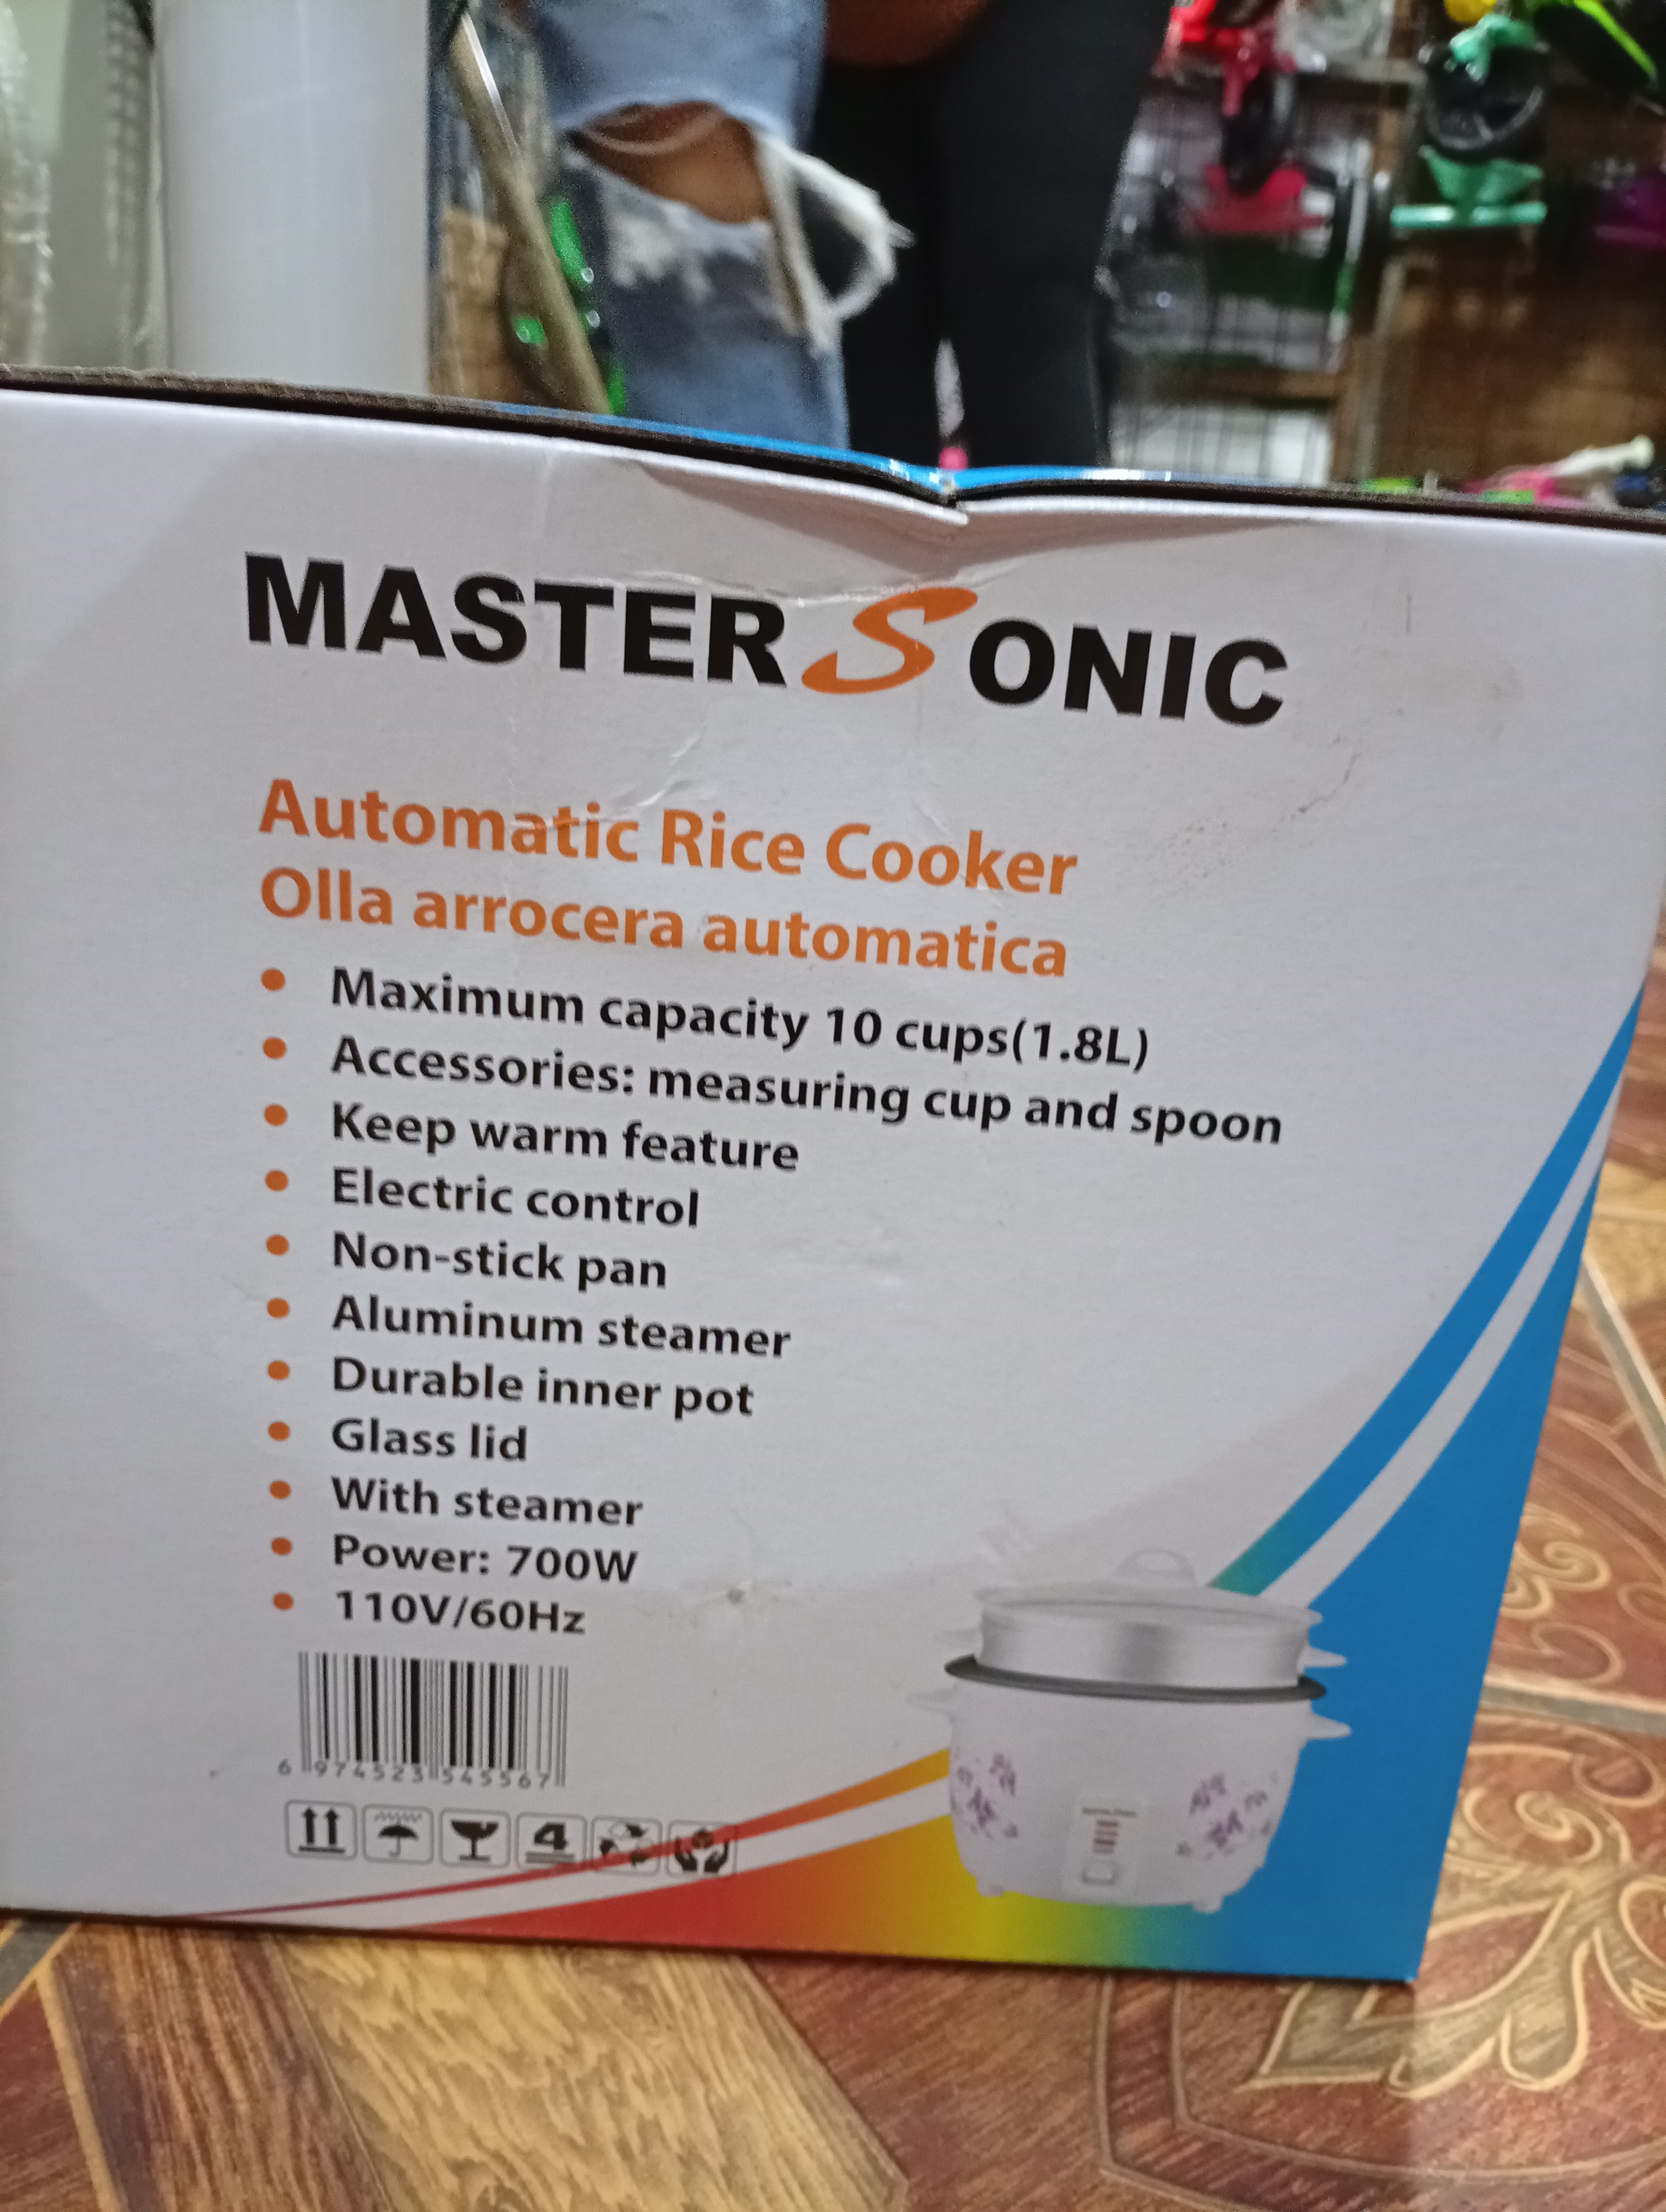 MASTER SONIC
Automatic Rice Cooker
Olla arrocera automatica
• Maximum capacity 10 cups(1.8L)
• Accessories: measuring cup and spoon
• Keep warm feature
• Electric control
• Non-stick pan
• Aluminum steamer
• Durable inner pot
• Glass lid
• With steamer
• Power: 700W
• 110V/60Hz
6 974523 545567
4